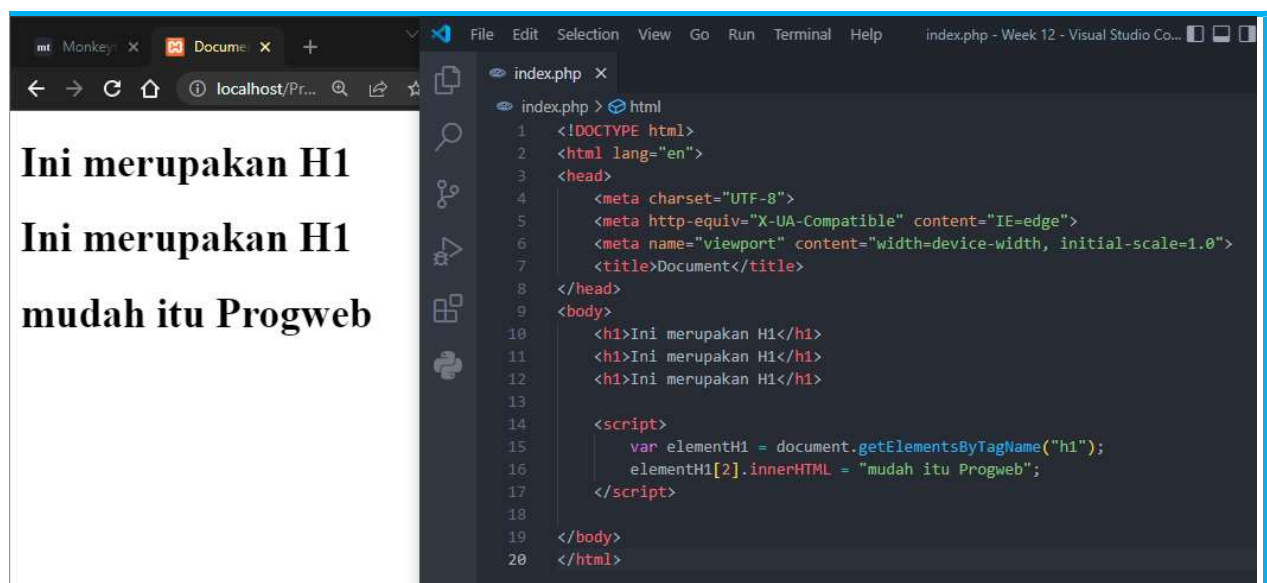 mt Monkey
Docume
localhost/Pr...
Ini merupakan H1
Ini merupakan H1
mudah itu Progweb
File Edit Selection View Go Run Terminal Help index.php - Week 12 - Visual Studio Co...
index.php
index.php > html
1 <!DOCTYPE html>
2 <html lang="en">
3 <head>
4 <meta charset="UTF-8">
5 <meta http-equiv="X-UA-Compatible" content="IE=edge">
6 <meta name="viewport" content="width=device-width, initial-scale=1.0">
7 <title>Document</title>
8 </head>
9 <body>
10 <h1>Ini merupakan H1</h1>
11 <h1>Ini merupakan H1</h1>
12 <h1>Ini merupakan H1</h1>
13
14 <script>
15 var elementH1 = document.getElementsByTagName("h1");
16 elementH1[2].innerHTML = "mudah itu Progweb";
17 </script>
18
19 </body>
20 </html>